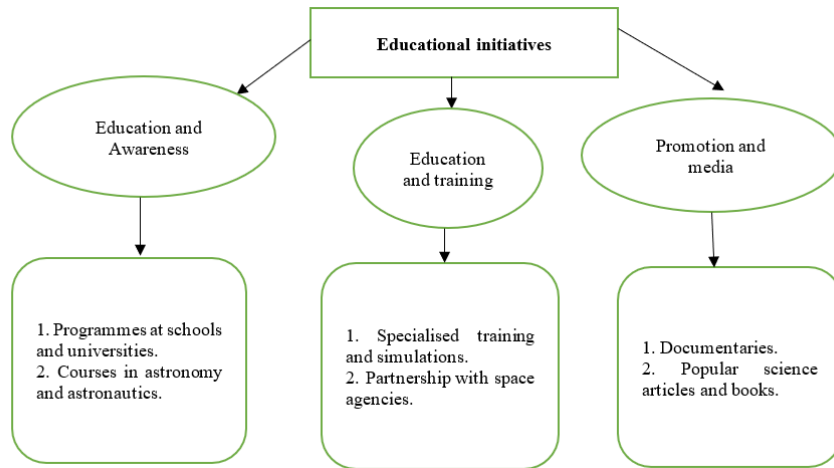 Educational initiatives
Education and
Awareness
Education
and training
Promotion and
media
1. Programmes at schools
and universities.
2. Courses in astronomy
and astronautics.
1. Specialised training
and simulations.
2. Partnership with space
agencies.
1. Documentaries.
2. Popular science
articles and books.